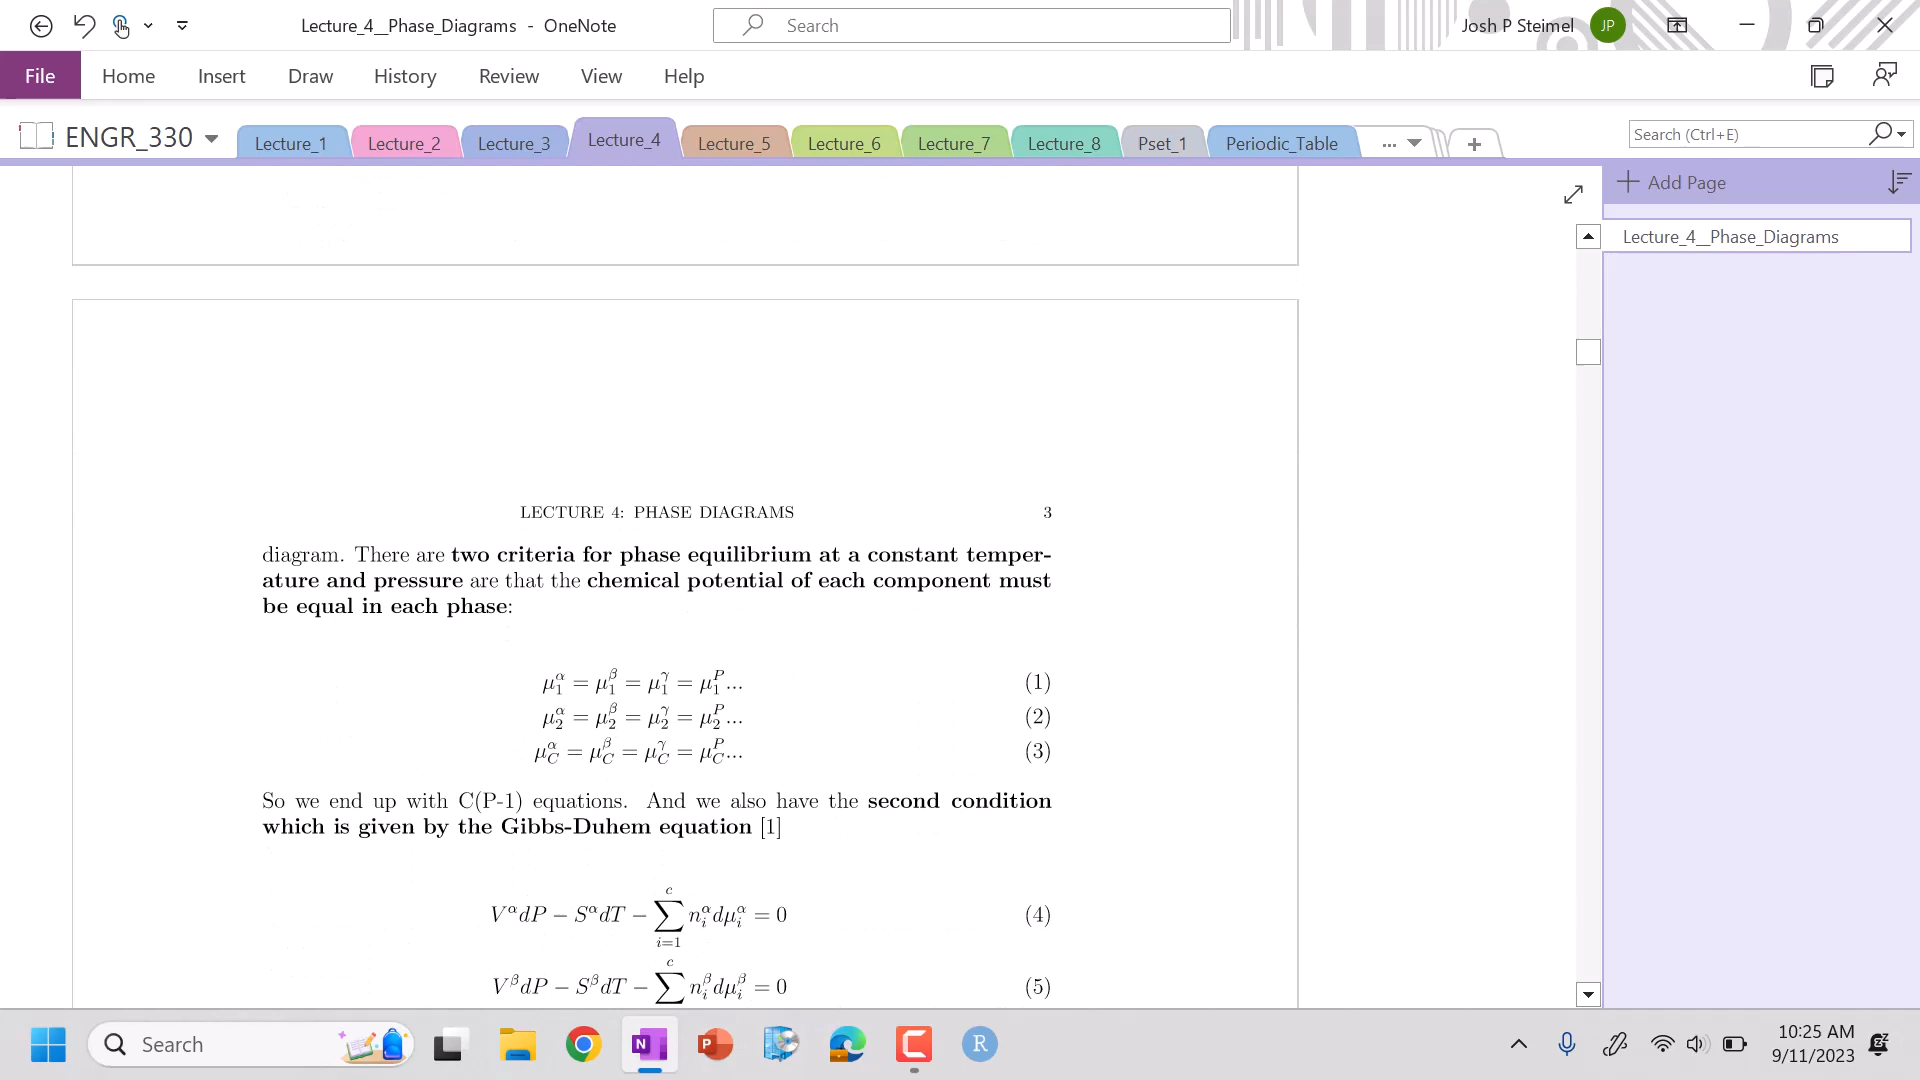 Lecture_4__Phase_Diagrams - OneNote
Search
Josh P Steimel
JP
File
Home
Insert
Draw
History
Review
View
Help
ENGR_330
Lecture_1
Lecture_2
Lecture_3
Lecture_4
Lecture_5
Lecture_6
Lecture_7
Lecture_8
Pset_1
Periodic_Table
...
+
Search (Ctrl+E)
Add Page
Lecture_4__Phase_Diagrams
LECTURE 4: PHASE DIAGRAMS 3
diagram. There are two criteria for phase equilibrium at a constant temper-
ature and pressure are that the chemical potential of each component must
be equal in each phase:
μ₁^α = μ₁^β = μ₁^γ = μ₁^P... (1)
μ₂^α = μ₂^β = μ₂^γ = μ₂^P... (2)
μ_C^α = μ_C^β = μ_C^γ = μ_C^P... (3)
So we end up with C(P-1) equations. And we also have the second condition
which is given by the Gibbs-Duhem equation [1]
V^α dP − S^α dT − ∑_{i=1}^{c} n_i^α dμ_i^α = 0 (4)
V^β dP − S^β dT − ∑^{c} n_i^β dμ_i^β = 0 (5)
Search
N
P
R
10:25 AM
9/11/2023